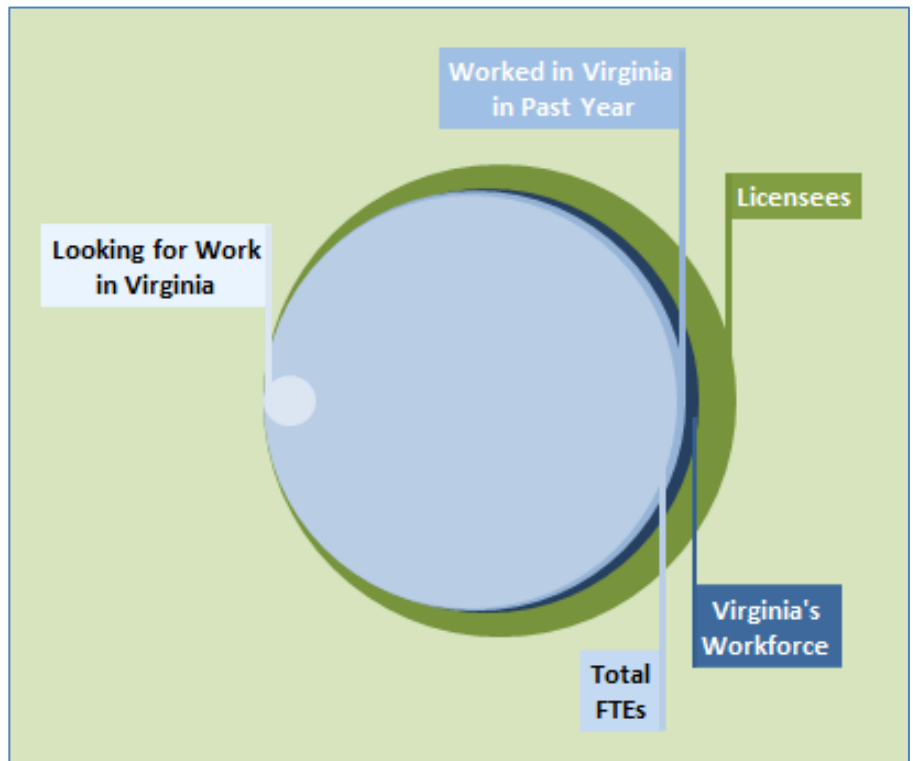 Worked in Virginia
in Past Year
Licensees
Looking for Work
in Virginia
Virginia's
Workforce
Total
FTEs